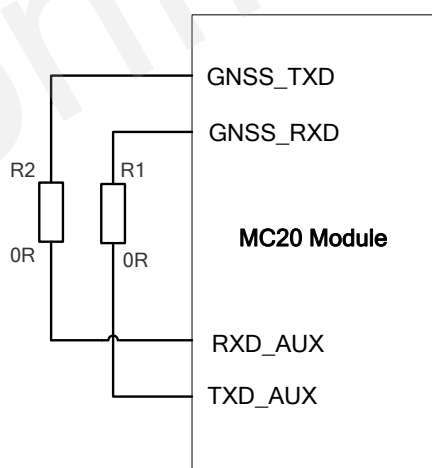 GNSS_TXD
GNSS_RXD
R2
R1
0R
0R
MC20 Module
RXD_AUX
TXD_AUX